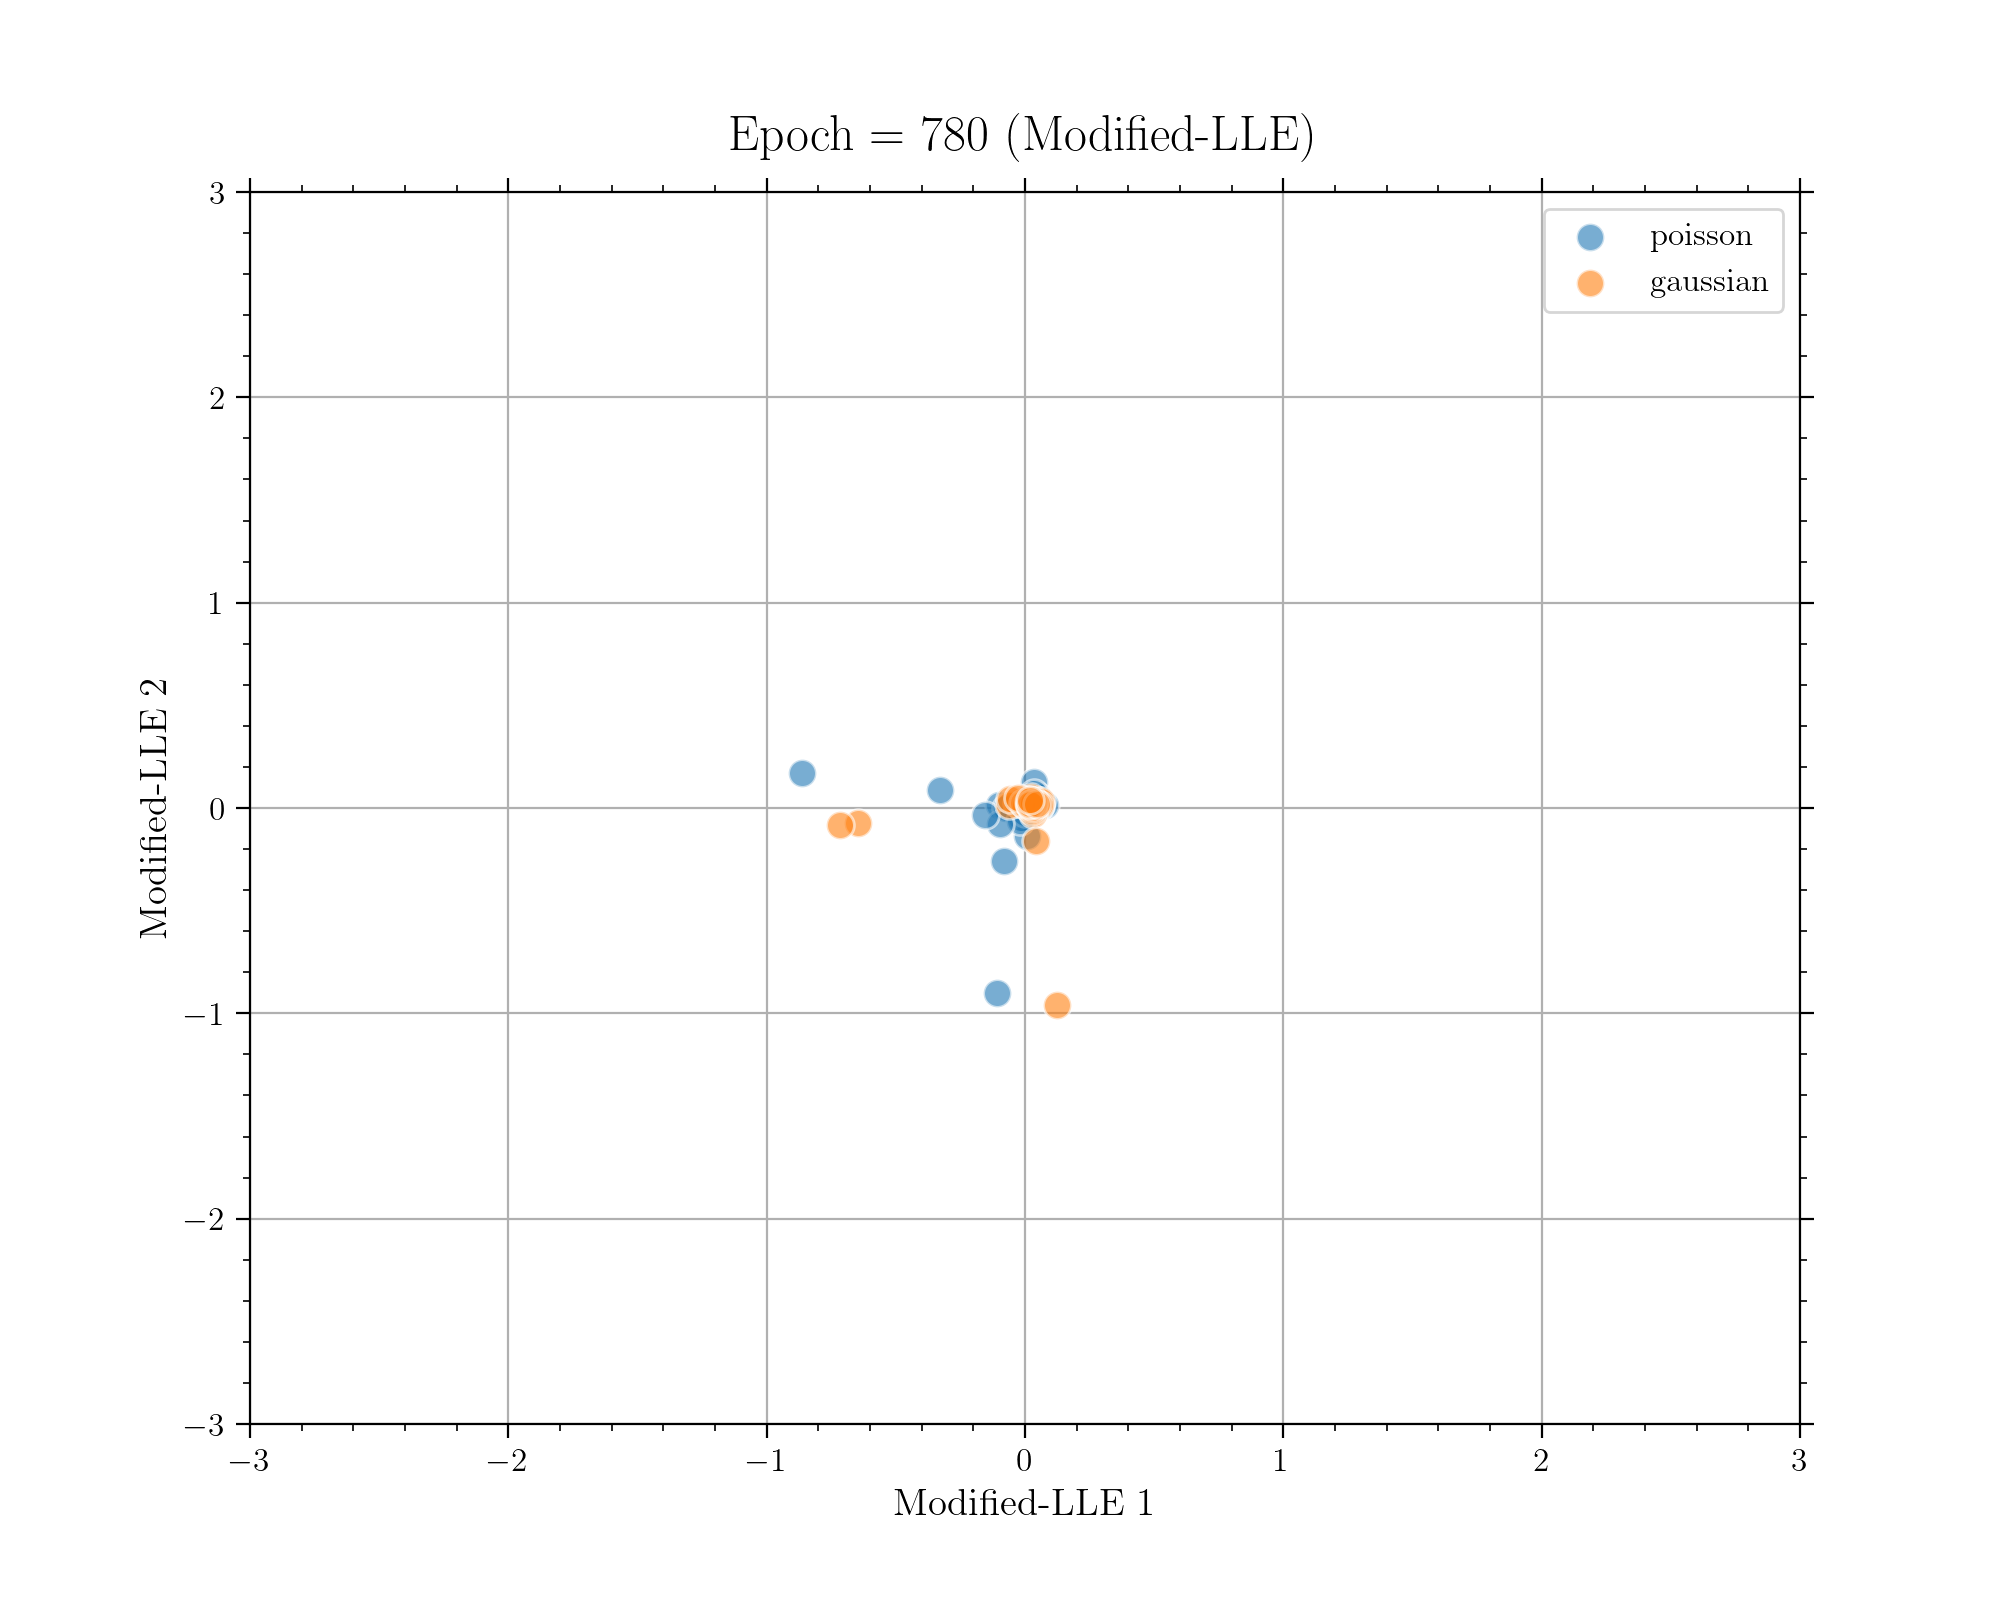 Epoch = 780 (Modified-LLE)
poisson
gaussian
3
2
1
0
−1
−2
−3
Modified-LLE 2
−3
−2
−1
0
1
2
3
Modified-LLE 1